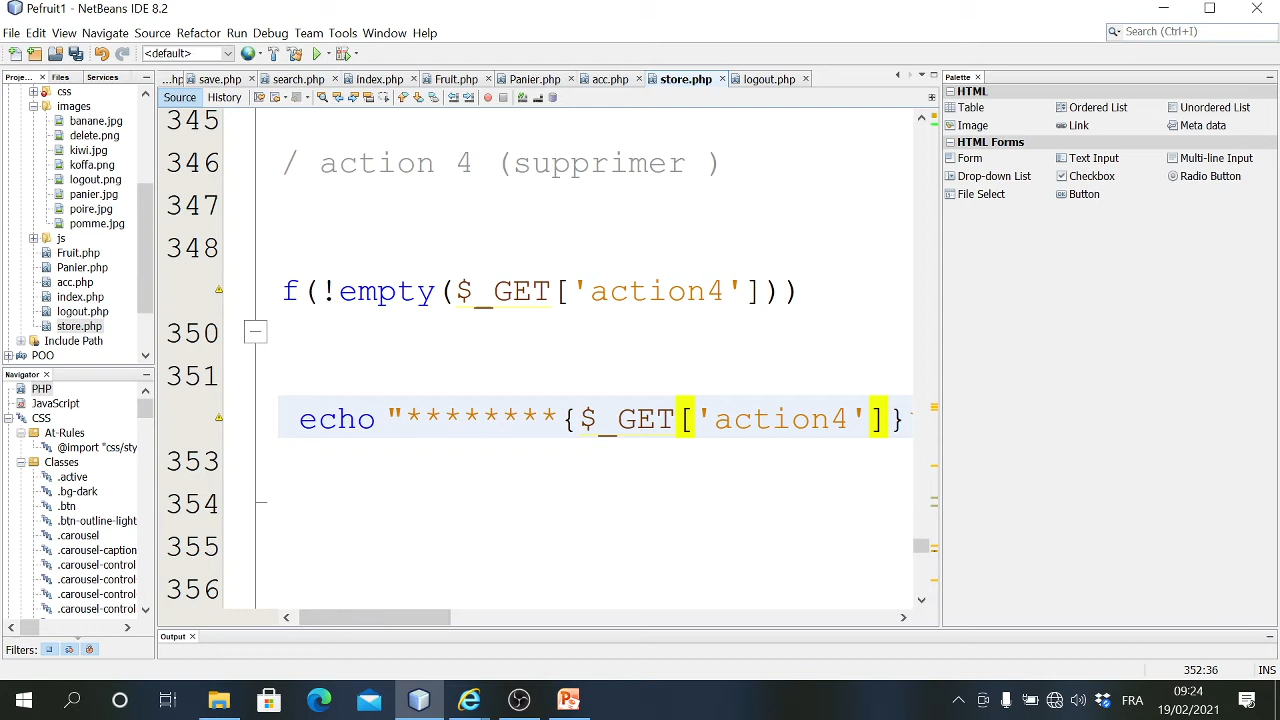 Pefruit1 - NetBeans IDE 8.2
File Edit View Navigate Source Refactor Run Debug Team Tools Window Help
Search (Ctrl+I)
<default>
Proje... Files Services
...hp save.php search.php index.php Fruit.php Panier.php acc.php store.php logout.php
Palette
Source History
HTML
Table Ordered List Unordered List
Image Link Meta data
HTML Forms
Form Text Input Multi-line Input
Drop-down List Checkbox Radio Button
File Select Button
css
images
banane.jpg
delete.png
kiwi.jpg
koffa.png
logout.png
panier.jpg
poire.jpg
pomme.jpg
js
Fruit.php
Panier.php
acc.php
index.php
logout.php
store.php
Include Path
POO
345
346 / action 4 (supprimer )
347
348
f(!empty($_GET['action4']))
350
351
echo "********{$_GET['action4']}
353
354
355
356
Navigator
PHP
JavaScript
CSS
At-Rules
@import "css/sty
Classes
.active
.bg-dark
.btn
.btn-outline-light
.carousel
.carousel-caption
.carousel-control
.carousel-control
.carousel-control
.carousel-control
Filters:
Output
352:36 INS
FRA
09:24
19/02/2021